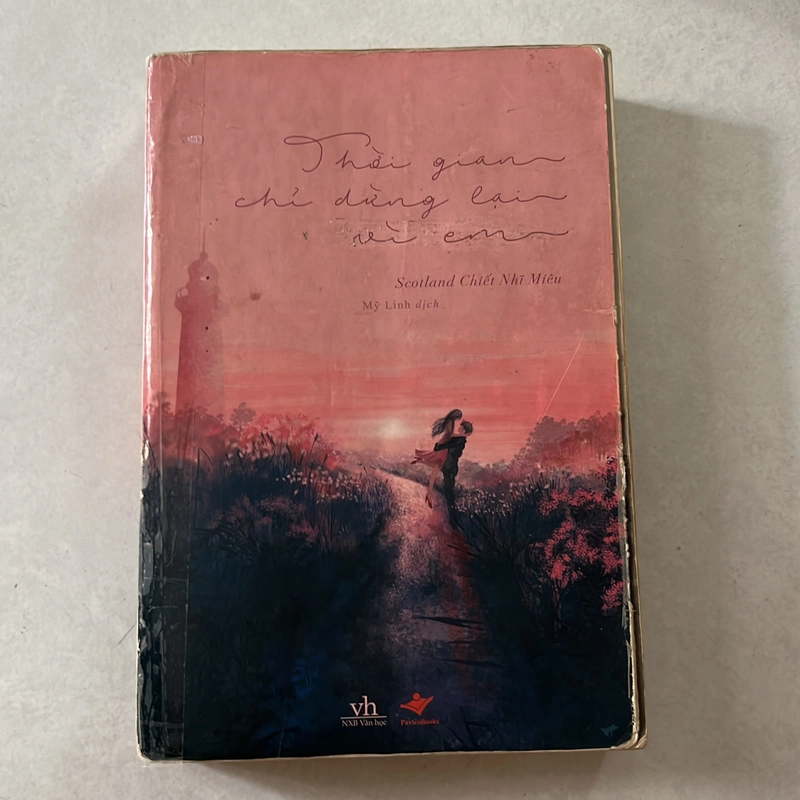 Thời gian
chỉ dừng lại
vì em
Scotland Chiết Nhĩ Miêu
Mỹ Linh dịch
vh
NXB Văn học
Pavicobooks